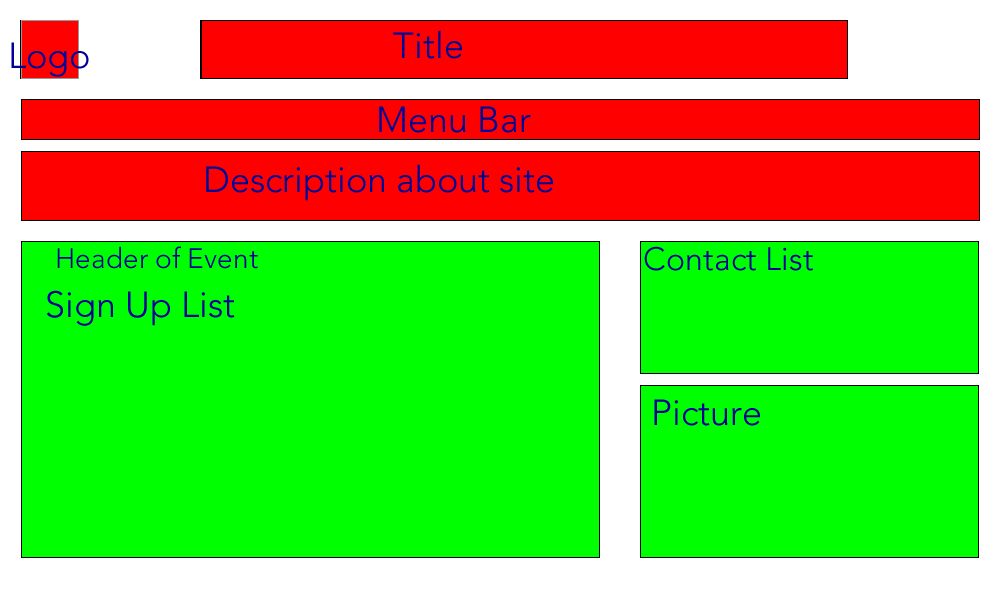 Logo
Title
Menu Bar
Description about site
Header of Event
Sign Up List
Contact List
Picture